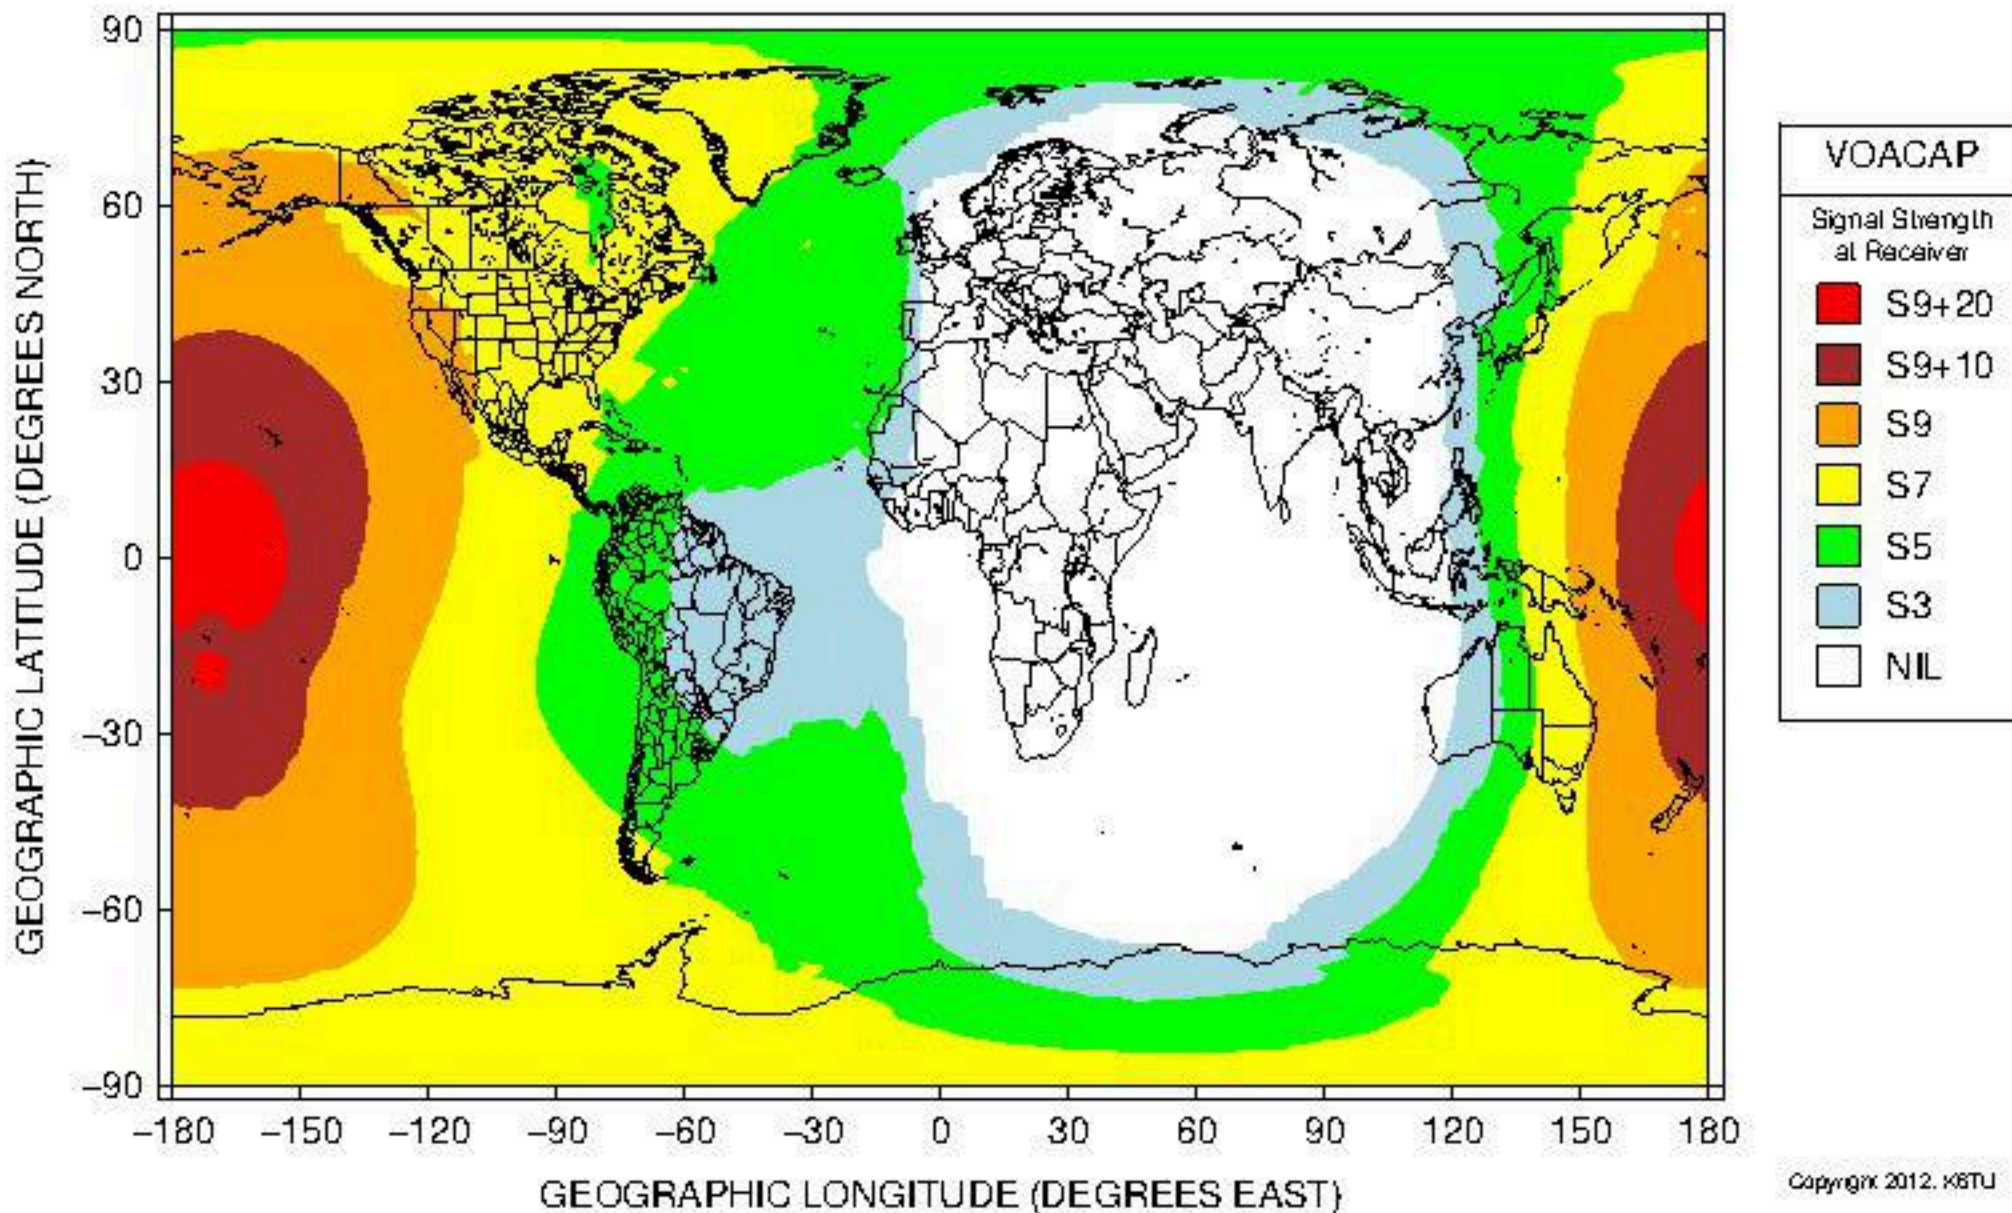 90
60
30
0
−30
−60
−90
GEOGRAPHIC LATITUDE (DEGREES NORTH)
−180 −150 −120 −90 −60 −30 0 30 60 90 120 150 180
GEOGRAPHIC LONGITUDE (DEGREES EAST)
VOACAP
Signal Strength
at Receiver
S9+20
S9+10
S9
S7
S5
S3
NIL
Copyright 2012, K6TU